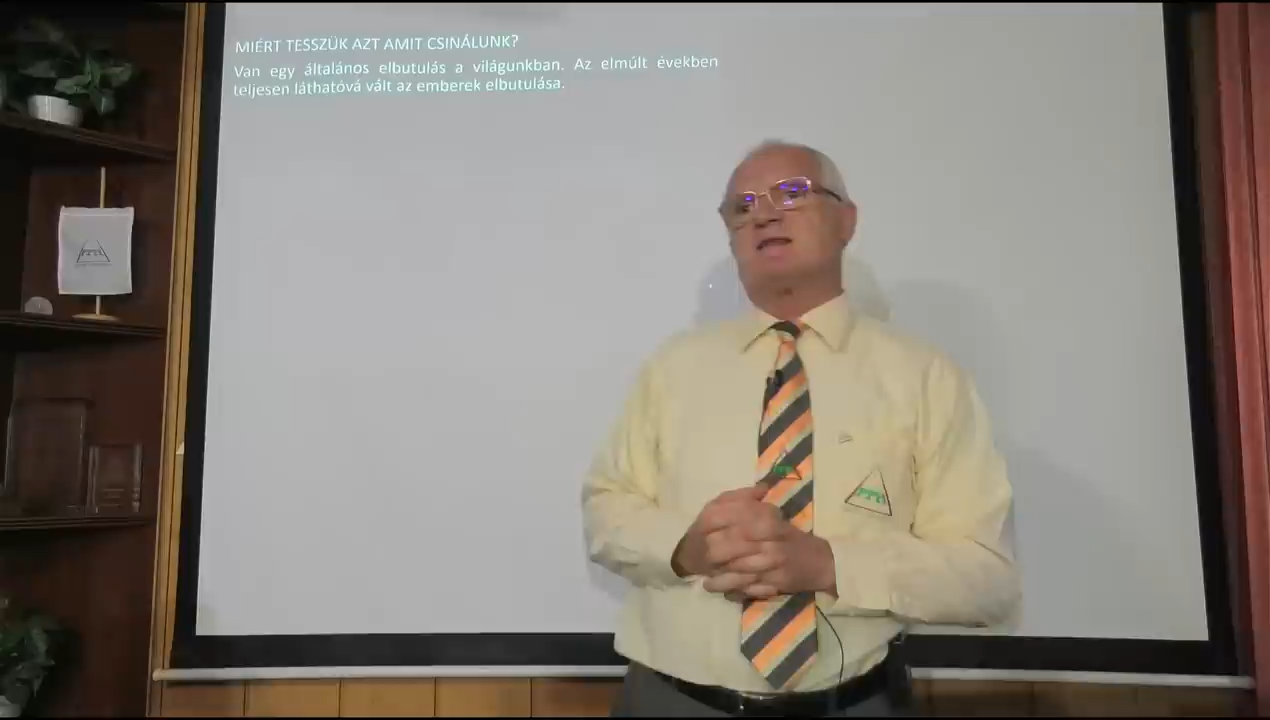 MIÉRT TESSZÜK AZT AMIT CSINÁLUNK?
Van egy általános elbutulás a világunkban. Az elmúlt években
teljesen láthatóvá vált az emberek elbutulása.